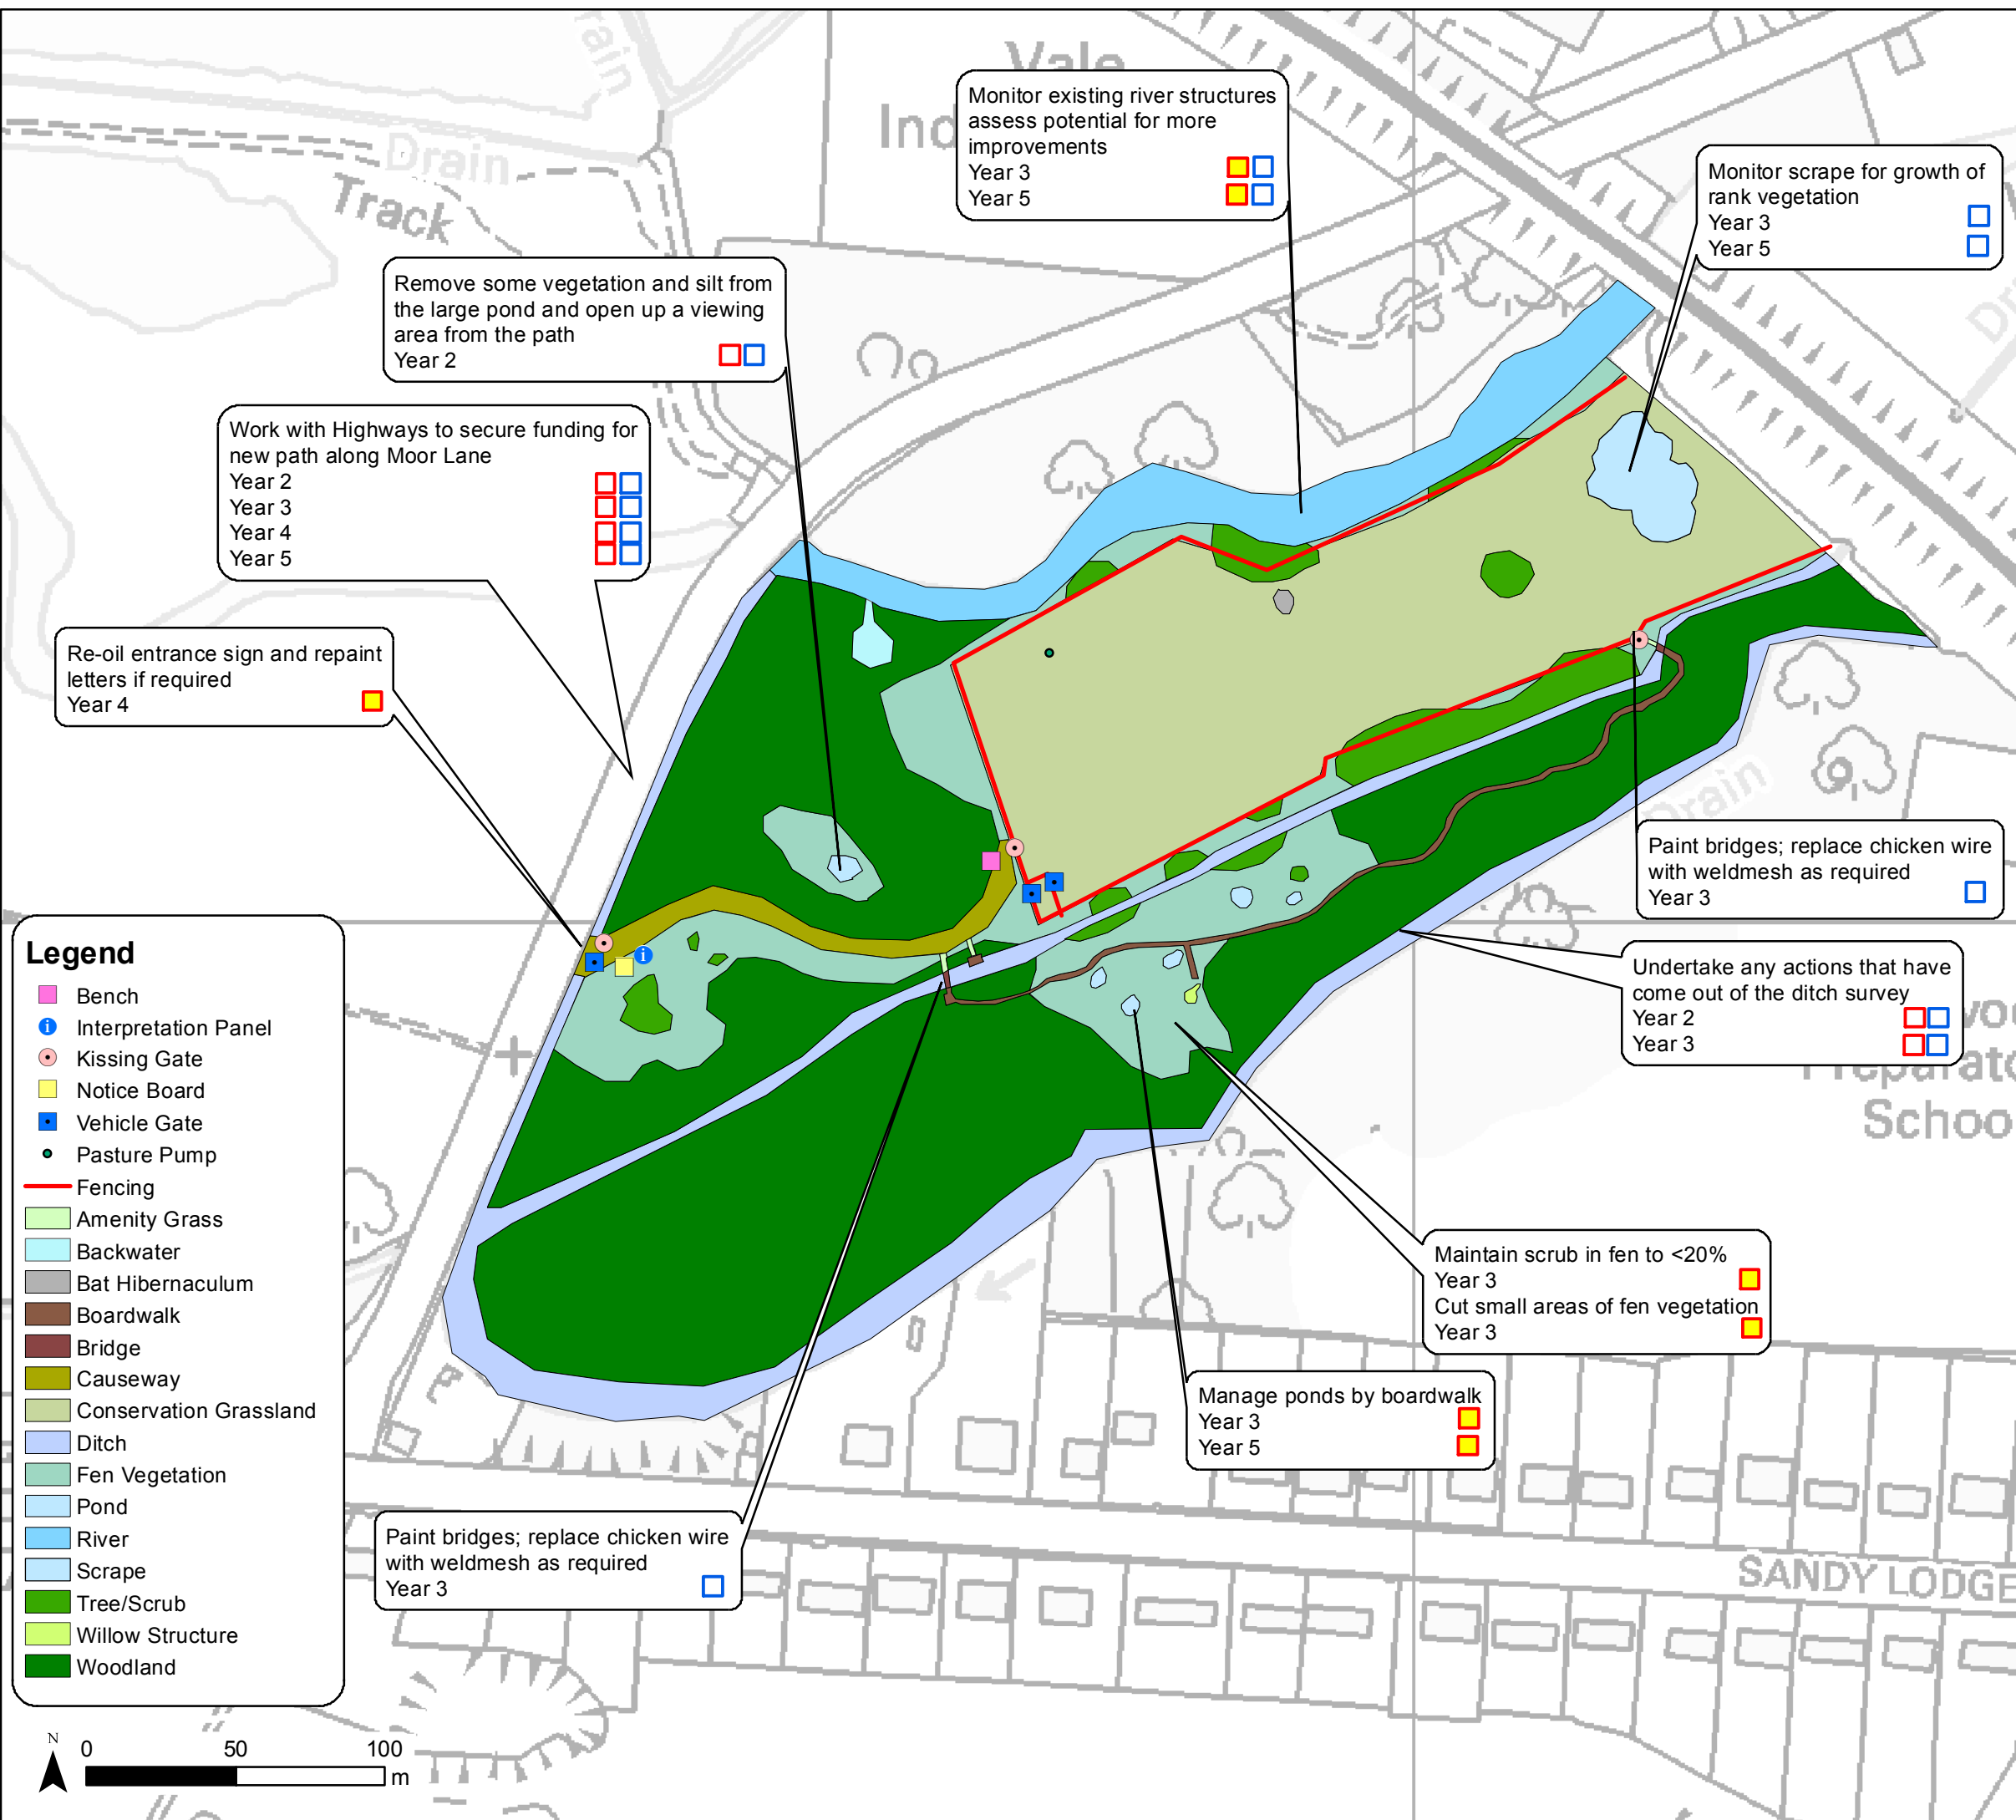 Drain
Track
Vale
Monitor existing river structures
assess potential for more
improvements
Year 3
Year 5
Monitor scrape for growth of
rank vegetation
Year 3
Year 5
Remove some vegetation and silt from
the large pond and open up a viewing
area from the path
Year 2
Work with Highways to secure funding for
new path along Moor Lane
Year 2
Year 3
Year 4
Year 5
Re-oil entrance sign and repaint
letters if required
Year 4
Drain
Paint bridges; replace chicken wire
with weldmesh as required
Year 3
Undertake any actions that have
come out of the ditch survey
Year 2
Year 3
Schoo
Maintain scrub in fen to <20%
Year 3
Cut small areas of fen vegetation
Year 3
Manage ponds by boardwalk
Year 3
Year 5
Paint bridges; replace chicken wire
with weldmesh as required
Year 3
SANDY LODGE
Legend
Bench
i Interpretation Panel
Kissing Gate
Notice Board
Vehicle Gate
Pasture Pump
Fencing
Amenity Grass
Backwater
Bat Hibernaculum
Boardwalk
Bridge
Causeway
Conservation Grassland
Ditch
Fen Vegetation
Pond
River
Scrape
Tree/Scrub
Willow Structure
Woodland
N
0 50 100
m